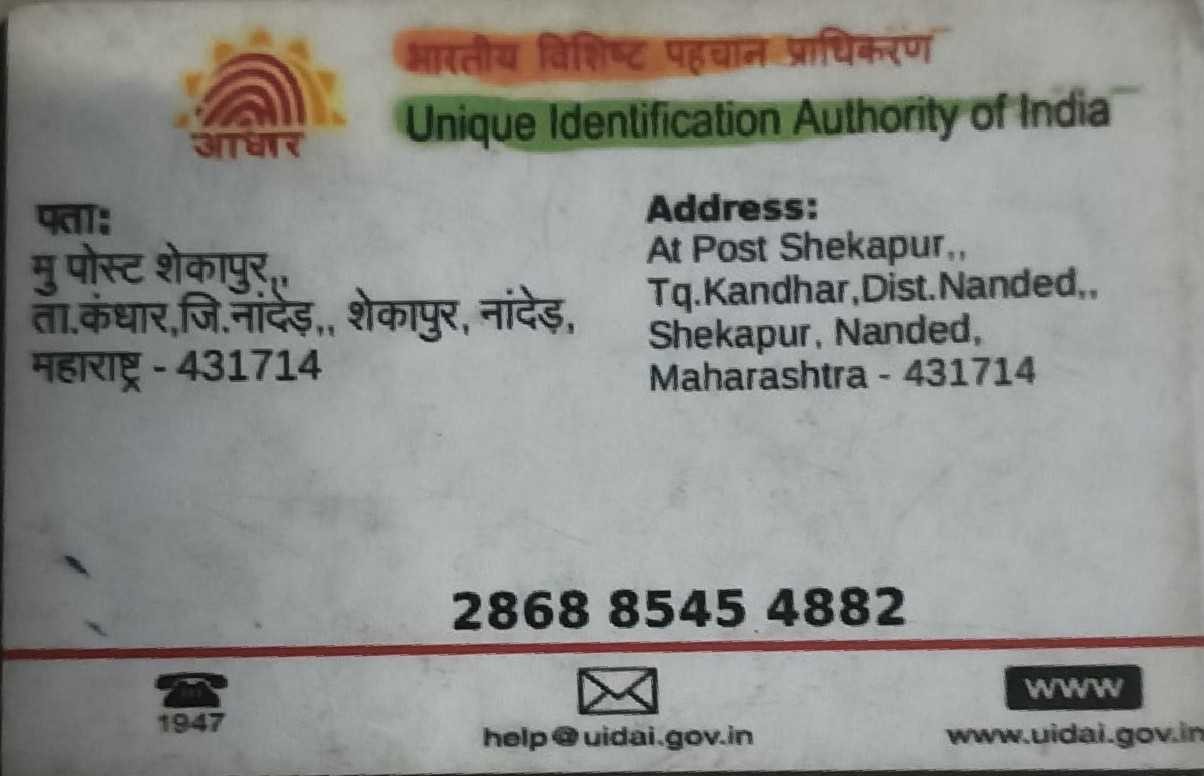 आधार
भारतीय विशिष्ट पहचान प्राधिकरण
Unique Identification Authority of India
पता:
मु पोस्ट शेकापुर,,
ता.कंधार,जि.नांदेड़,, शेकापुर, नांदेड़,
महाराष्ट्र - 431714
Address:
At Post Shekapur,,
Tq.Kandhar,Dist.Nanded,,
Shekapur, Nanded,
Maharashtra - 431714
2868 8545 4882
1947
help@uidai.gov.in
www
www.uidai.gov.in